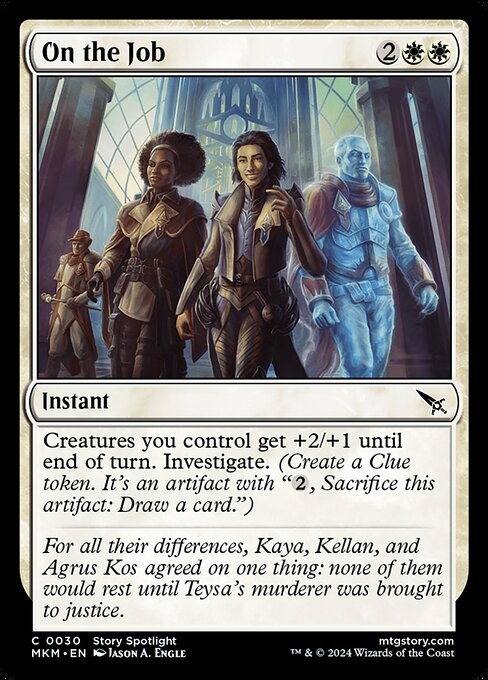 On the Job 2
Instant
Creatures you control get +2/+1 until
end of turn. Investigate. (Create a Clue
token. It's an artifact with “2, Sacrifice this
artifact: Draw a card.”)
For all their differences, Kaya, Kellan, and
Agrus Kos agreed on one thing: none of them
would rest until Teysa's murderer was brought
to justice.
C 0030 Story Spotlight mtgstory.com
MKM • EN Jason A. Engle ™ & © 2024 Wizards of the Coast